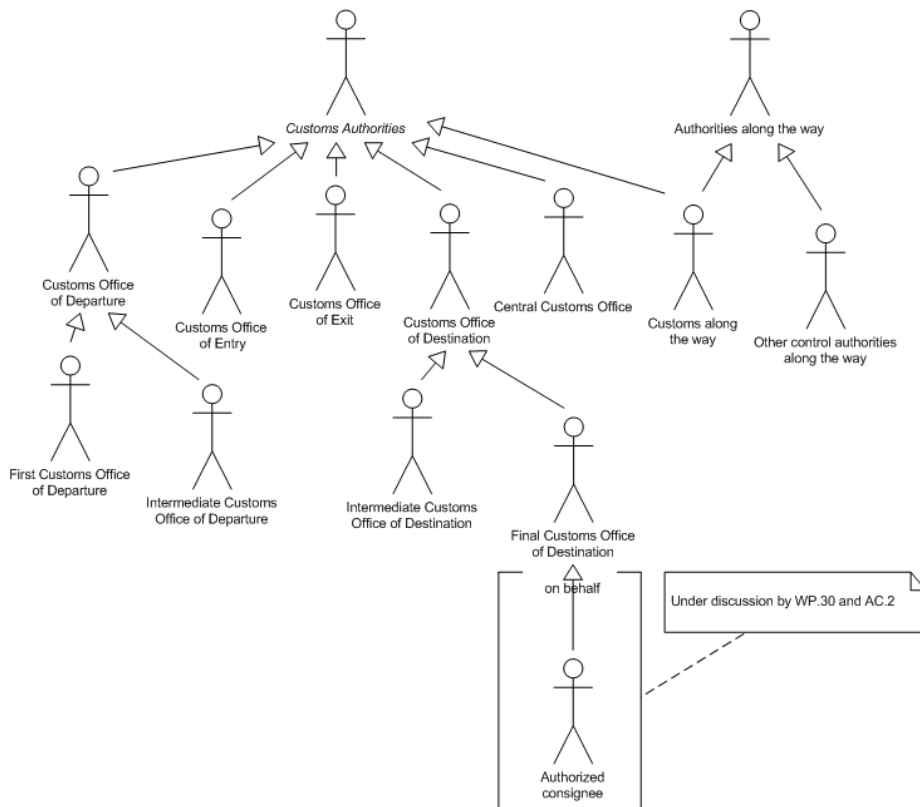 Customs Authorities
Authorities along the way
Customs Office
of Departure
Customs Office
of Entry
Customs Office
of Exit
Customs Office
of Destination
Central Customs Office
Customs along
the way
Other control authorities
along the way
First Customs Office
of Departure
Intermediate Customs
Office of Departure
Intermediate Customs
Office of Destination
Final Customs Office
of Destination
on behalf
Under discussion by WP.30 and AC.2
Authorized
consignee